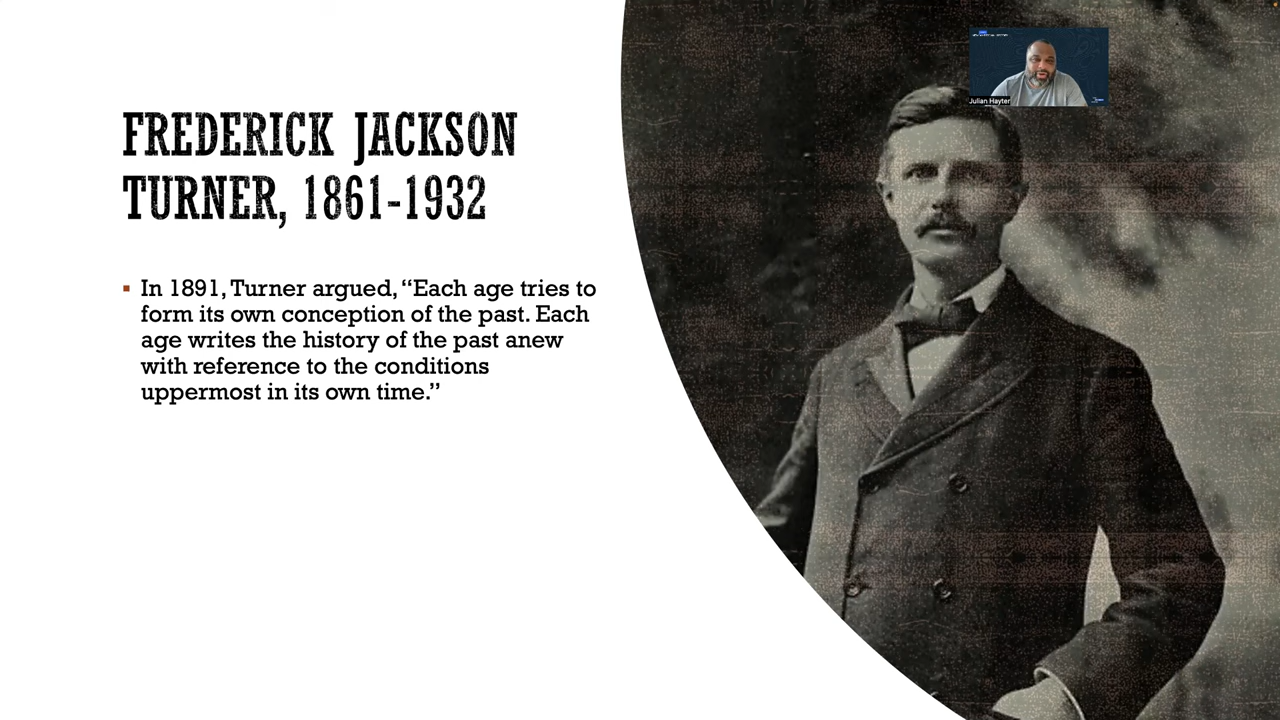 FREDERICK JACKSON
TURNER, 1861-1932
▪ In 1891, Turner argued, “Each age tries to
form its own conception of the past. Each
age writes the history of the past anew
with reference to the conditions
uppermost in its own time.”
Julian Hayter